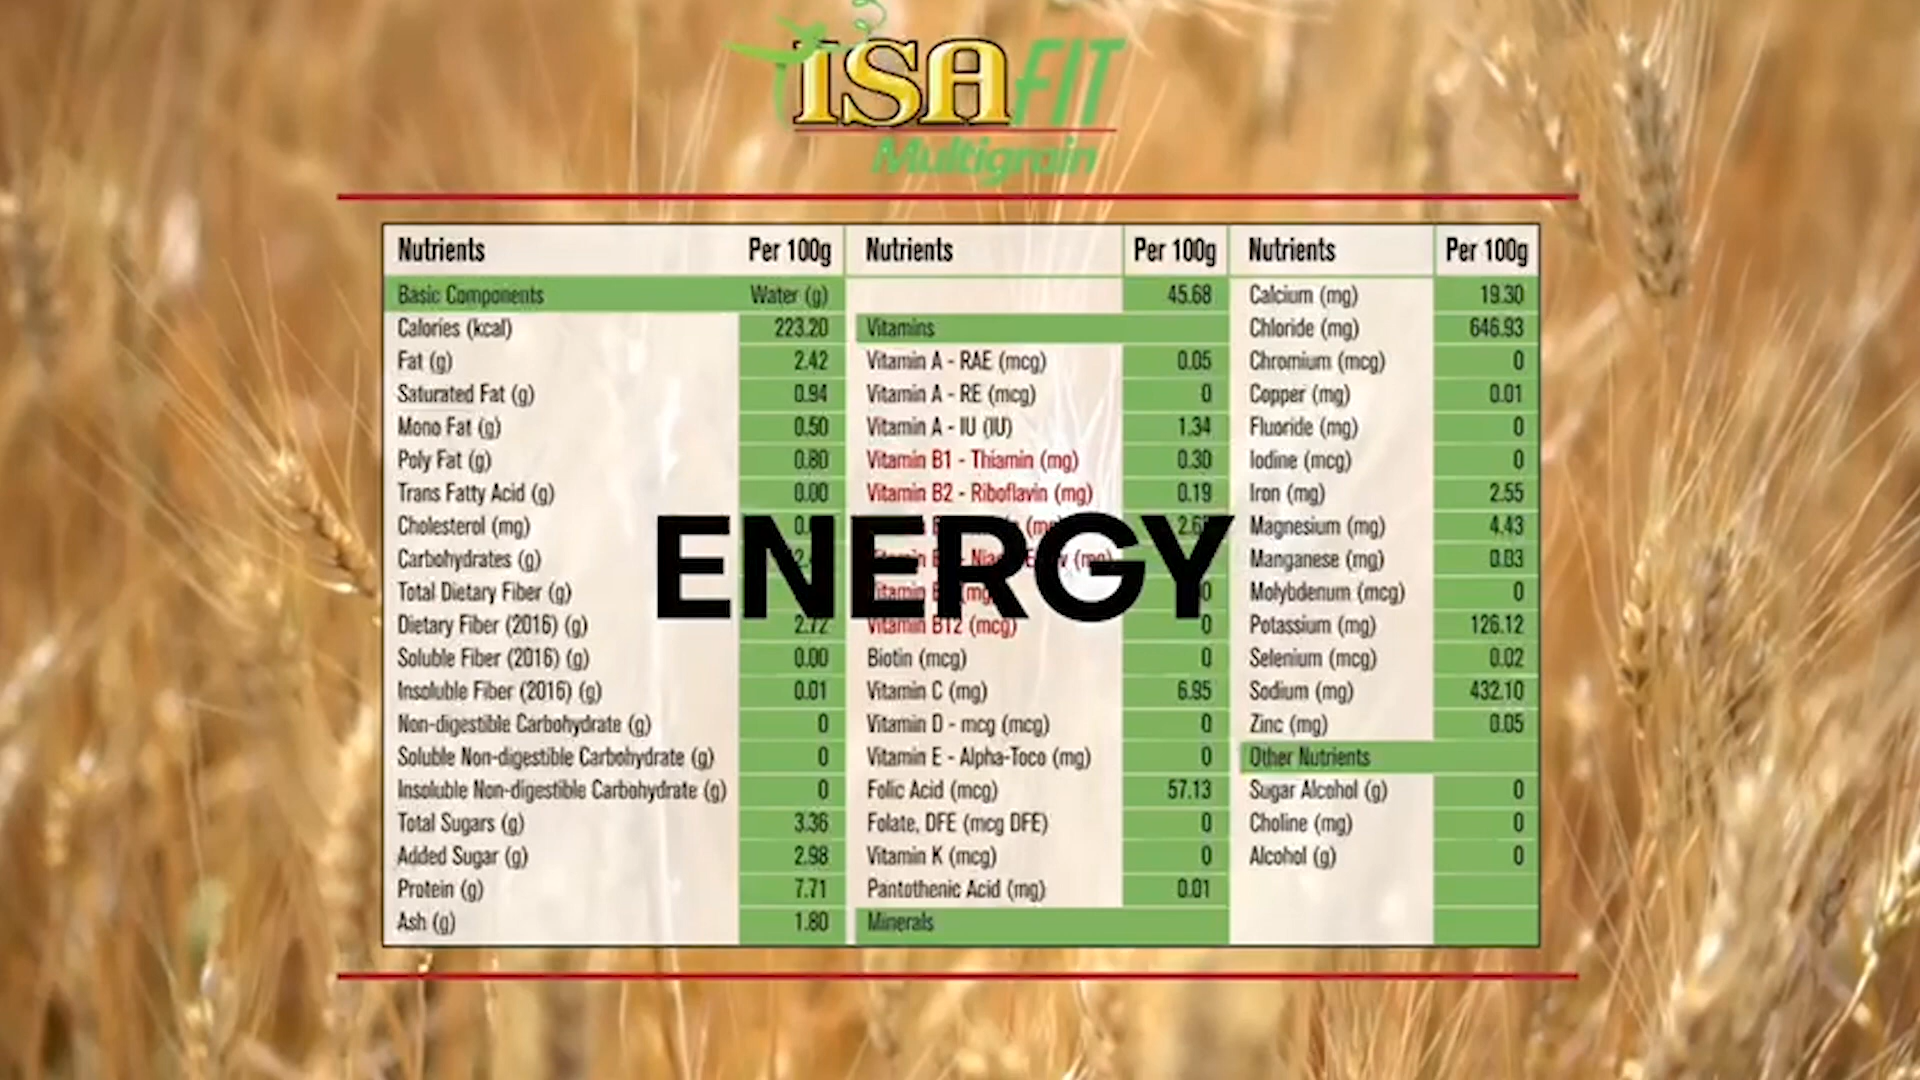 ISA FIT
Multigrain
Nutrients Per 100g Nutrients Per 100g Nutrients Per 100g
Basic Components Water (g) 45.68 Calcium (mg) 19.30
Calories (kcal) 223.20 Vitamins Chloride (mg) 646.93
Fat (g) 2.42 Vitamin A - RAE (mcg) 0.05 Chromium (mcg) 0
Saturated Fat (g) 0.94 Vitamin A - RE (mcg) 0 Copper (mg) 0.01
Mono Fat (g) 0.50 Vitamin A - IU (IU) 1.34 Fluoride (mg) 0
Poly Fat (g) 0.80 Vitamin B1 - Thiamin (mg) 0.30 Iodine (mcg) 0
Trans Fatty Acid (g) 0.00 Vitamin B2 - Riboflavin (mg) 0.19 Iron (mg) 2.55
Cholesterol (mg) Magnesium (mg) 4.43
ENERGY
Carbohydrates (g) Manganese (mg) 0.03
Total Dietary Fiber (g) Molybdenum (mcg) 0
Dietary Fiber (2016) (g) 2.72 Vitamin B12 (mcg) 0 Potassium (mg) 126.12
Soluble Fiber (2016) (g) 0.00 Biotin (mcg) 0 Selenium (mcg) 0.02
Insoluble Fiber (2016) (g) 0.01 Vitamin C (mg) 6.95 Sodium (mg) 432.10
Non-digestible Carbohydrate (g) 0 Vitamin D - mcg (mcg) 0 Zinc (mg) 0.05
Soluble Non-digestible Carbohydrate (g) 0 Vitamin E - Alpha-Toco (mg) 0 Other Nutrients
Insoluble Non-digestible Carbohydrate (g) 0 Folic Acid (mcg) 57.13 Sugar Alcohol (g) 0
Total Sugars (g) 3.36 Folate, DFE (mcg DFE) 0 Choline (mg) 0
Added Sugar (g) 2.98 Vitamin K (mcg) 0 Alcohol (g) 0
Protein (g) 7.71 Pantothenic Acid (mg) 0.01
Ash (g) 1.80 Minerals